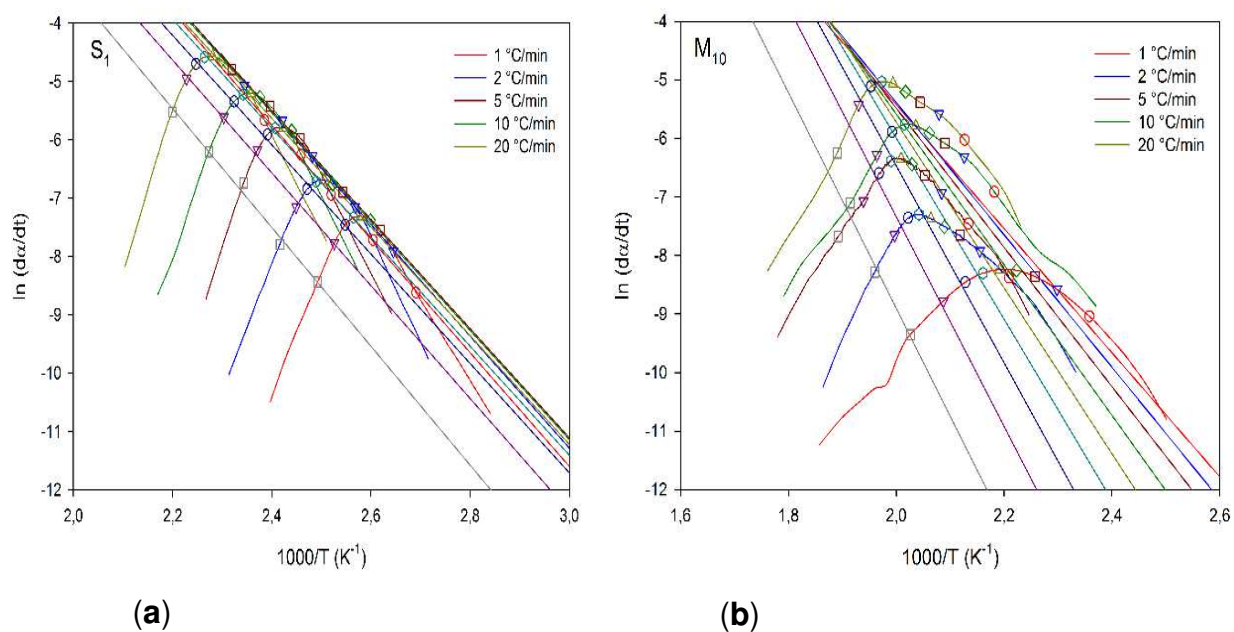 S1
1 °C/min
2 °C/min
5 °C/min
10 °C/min
20 °C/min
-4
-5
-6
-7
-8
-9
-10
-11
-12
ln (dα/dt)
2,0
2,2
2,4
2,6
2,8
3,0
1000/T (K⁻¹)
(a)
M10
1 °C/min
2 °C/min
5 °C/min
10 °C/min
20 °C/min
-4
-5
-6
-7
-8
-9
-10
-11
-12
ln (dα/dt)
1,6
1,8
2,0
2,2
2,4
2,6
1000/T (K⁻¹)
(b)